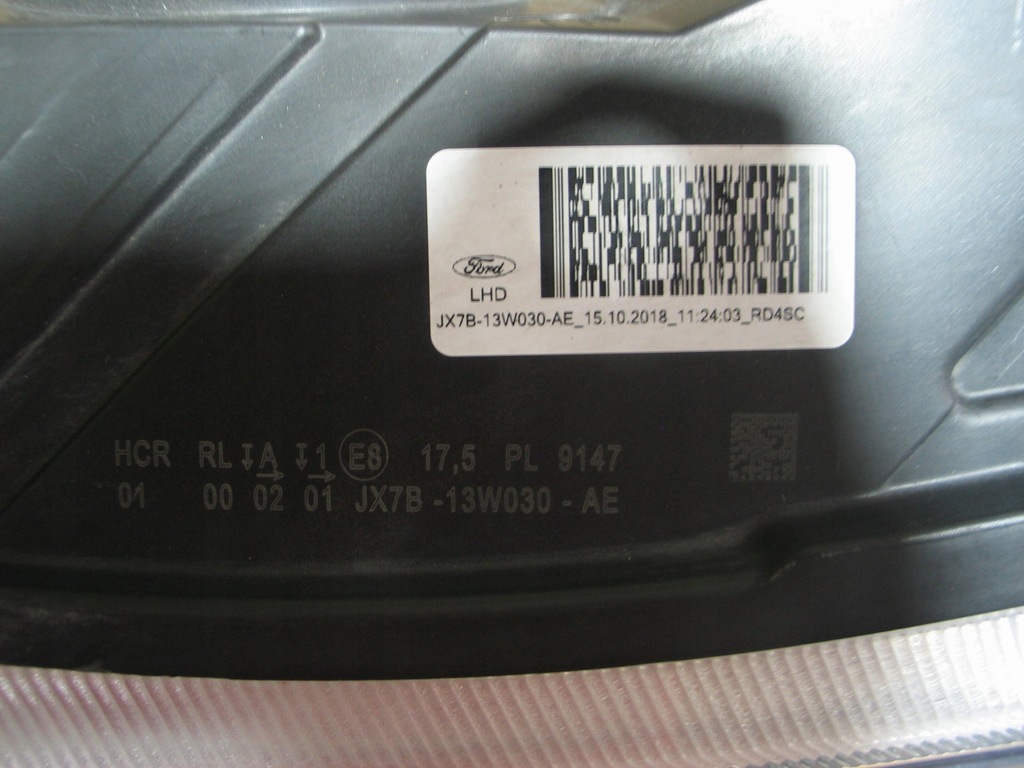 Ford
LHD
JX7B-13W030-AE_15.10.2018_11:24:03_RD4SC
HCR RL A 1 E8 17,5 PL 9147
01 00 02 01 JX7B -13W030 - AE